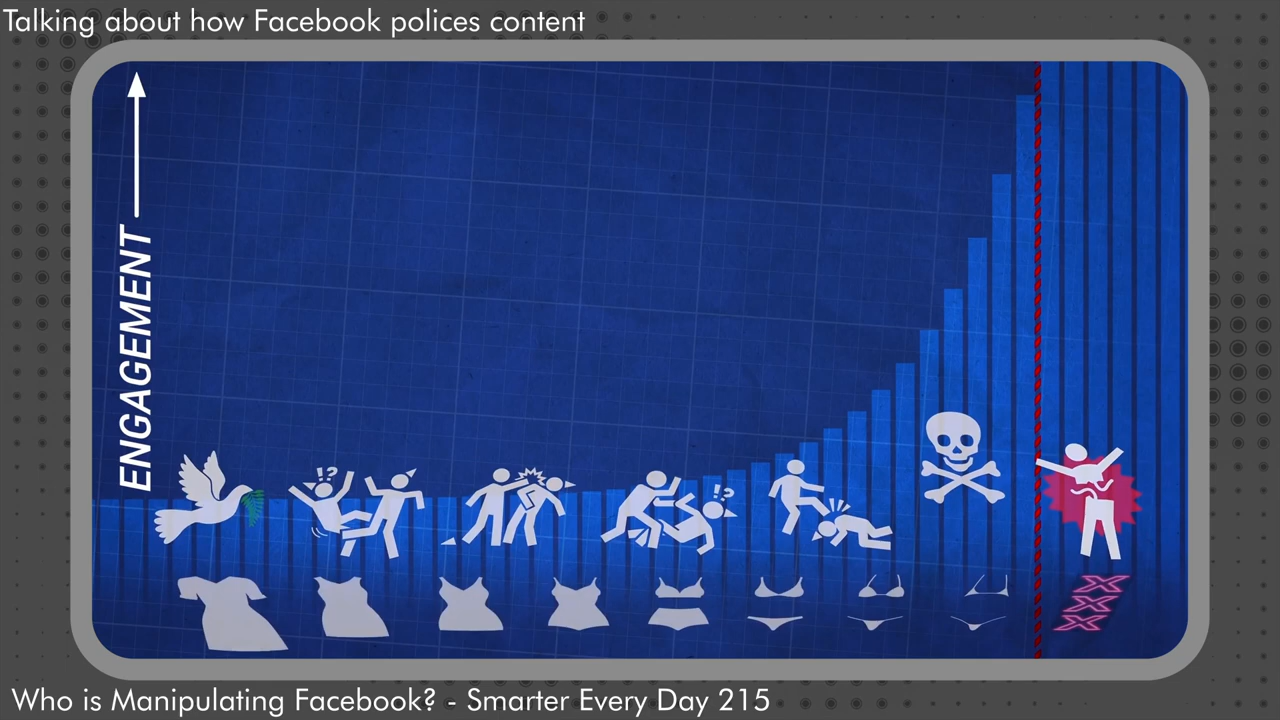 Talking about how Facebook polices content
ENGAGEMENT
!?
!?
XXX
Who is Manipulating Facebook? - Smarter Every Day 215